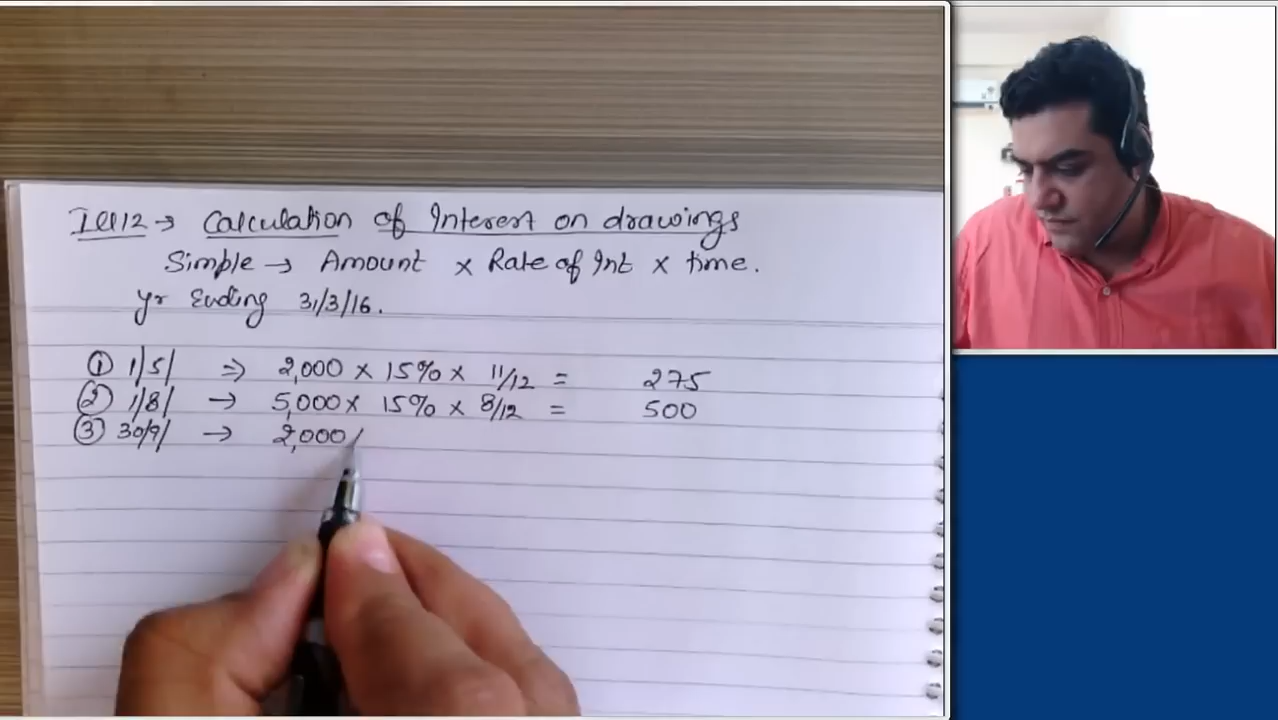 Ill 12 → Calculation of Interest on drawings
Simple → Amount × Rate of Int × time.
Yr Ending 31/3/16.
① 1/5/ ⇒ 2,000 × 15% × 11/12 = 275
② 1/8/ → 5,000 × 15% × 8/12 = 500
③ 30/9/ → 2,000